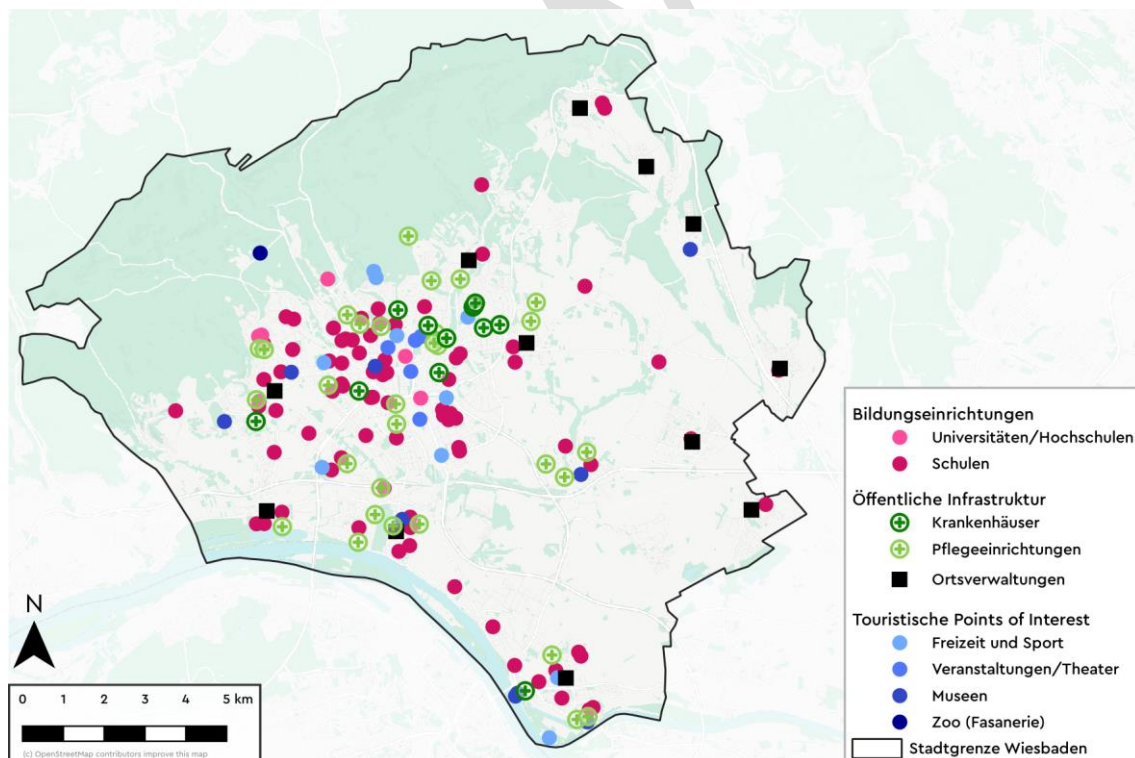 Bildungseinrichtungen
Universitäten/Hochschulen
Schulen
Öffentliche Infrastruktur
Krankenhäuser
Pflegeeinrichtungen
Ortsverwaltungen
Touristische Points of Interest
Freizeit und Sport
Veranstaltungen/Theater
Museen
Zoo (Fasanerie)
Stadtgrenze Wiesbaden
N
0 1 2 3 4 5 km
(c) OpenStreetMap contributors improve this map